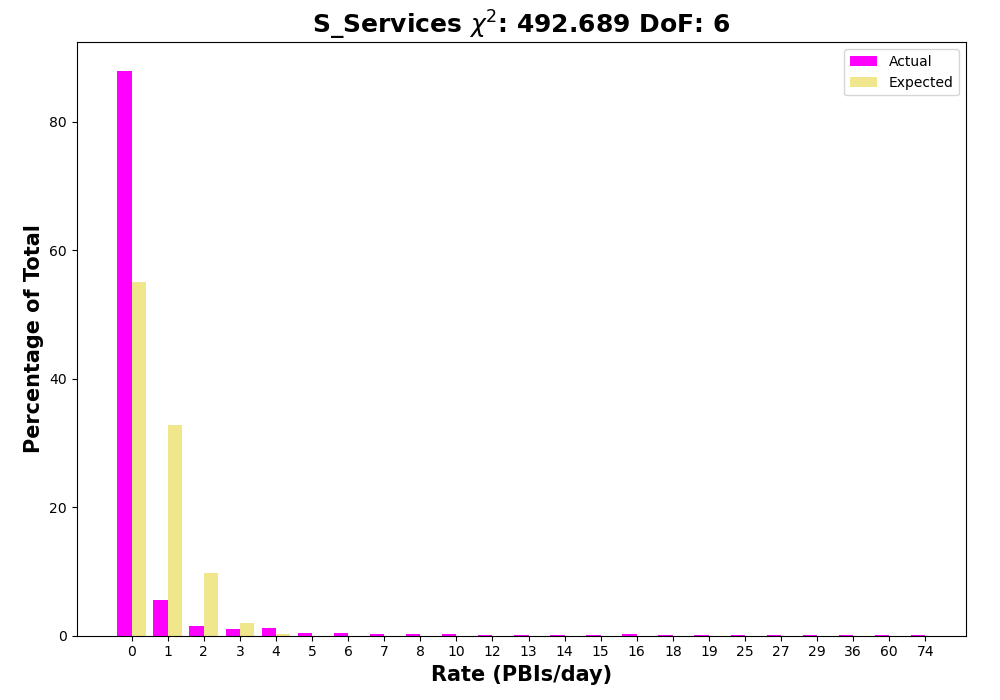 S_Services χ²: 492.689 DoF: 6
Actual
Expected
Percentage of Total
80
60
40
20
0
0 1 2 3 4 5 6 7 8 10 12 13 14 15 16 18 19 25 27 29 36 60 74
Rate (PBIs/day)